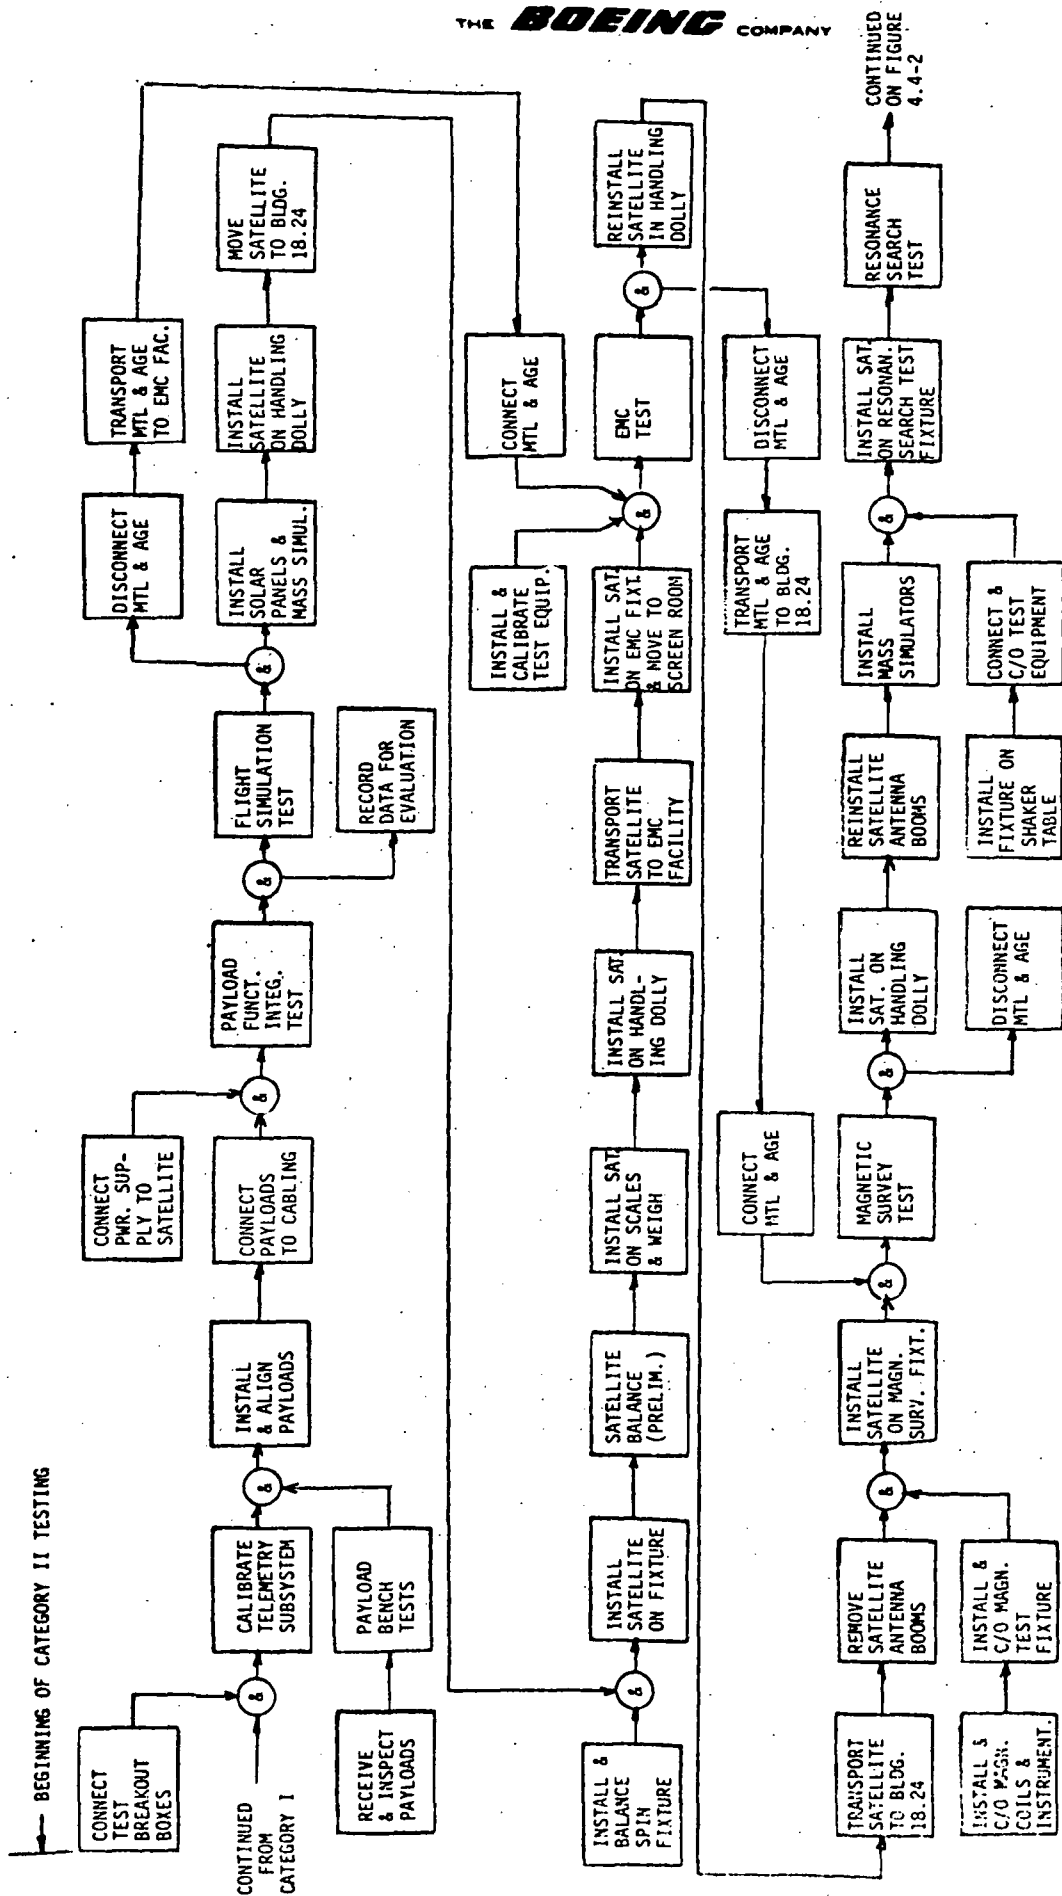 THE BOEING COMPANY
BEGINNING OF CATEGORY II TESTING
CONNECT
TEST
BREAKOUT
BOXES
CONTINUED
FROM
CATEGORY I
&
CALIBRATE
TELEMETRY
SUBSYSTEM
RECEIVE
& INSPECT
PAYLOADS
PAYLOAD
BENCH
TESTS
&
INSTALL
& ALIGN
PAYLOADS
CONNECT
PAYLOADS
TO CABLING
CONNECT
PWR. SUP-
PLY TO
SATELLITE
&
PAYLOAD
FUNCT.
INTEG.
TEST
&
FLIGHT
SIMULATION
TEST
RECORD
DATA FOR
EVALUATION
&
DISCONNECT
MTL & AGE
TRANSPORT
MTL & AGE
TO EMC FAC.
INSTALL
SOLAR
PANELS &
MASS SIMUL.
INSTALL
SATELLITE
ON HANDLING
DOLLY
MOVE
SATELLITE
TO BLDG.
18.24
INSTALL &
BALANCE
SPIN
FIXTURE
&
INSTALL
SATELLITE
ON FIXTURE
SATELLITE
BALANCE
(PRELIM.)
INSTALL SAT.
ON SCALES
& WEIGH
INSTALL SAT.
ON HANDL-
ING DOLLY
TRANSPORT
SATELLITE
TO EMC
FACILITY
INSTALL SAT.
ON EMC FIXT.
& MOVE TO
SCREEN ROOM
INSTALL &
CALIBRATE
TEST EQUIP.
CONNECT
MTL & AGE
&
EMC
TEST
&
REINSTALL
SATELLITE
IN HANDLING
DOLLY
DISCONNECT
MTL & AGE
TRANSPORT
MTL & AGE
TO BLDG.
18.24
CONNECT
MTL & AGE
TRANSPORT
SATELLITE
TO BLDG.
18.24
REMOVE
SATELLITE
ANTENNA
BOOMS
INSTALL &
C/O MAGN.
COILS &
INSTRUMENT.
INSTALL &
C/O MAGN.
TEST
FIXTURE
&
INSTALL
SATELLITE
ON MAGN.
SURV. FIXT.
&
MAGNETIC
SURVEY
TEST
&
INSTALL
SAT. ON
HANDLING
DOLLY
DISCONNECT
MTL & AGE
REINSTALL
SATELLITE
ANTENNA
BOOMS
INSTALL
MASS
SIMULATORS
INSTALL
FIXTURE ON
SHAKER
TABLE
CONNECT &
C/O TEST
EQUIPMENT
&
INSTALL SAT.
ON RESONAN.
SEARCH TEST
FIXTURE
RESONANCE
SEARCH
TEST
CONTINUED
ON FIGURE
4.4-2